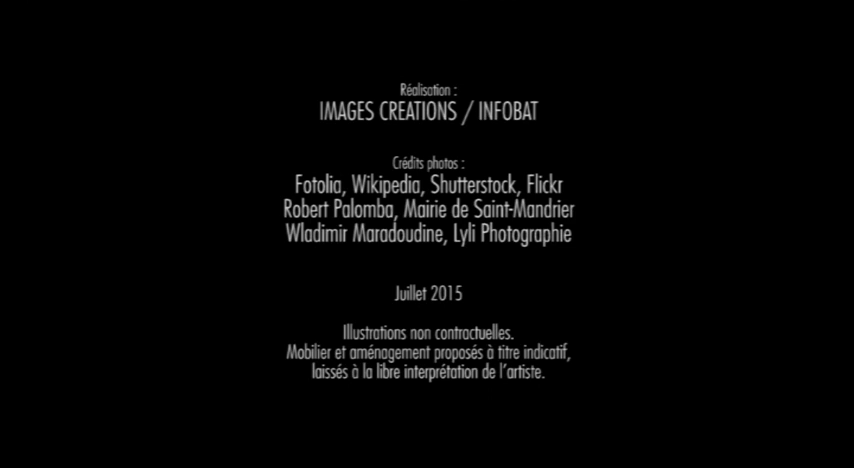 Réalisation :
IMAGES CREATIONS / INFOBAT
Crédits photos :
Fotolia, Wikipedia, Shutterstock, Flickr
Robert Palomba, Mairie de Saint-Mandrier
Wladimir Maradoudine, Lyli Photographie
Juillet 2015
Illustrations non contractuelles.
Mobilier et aménagement proposés à titre indicatif,
laissés à la libre interprétation de l'artiste.